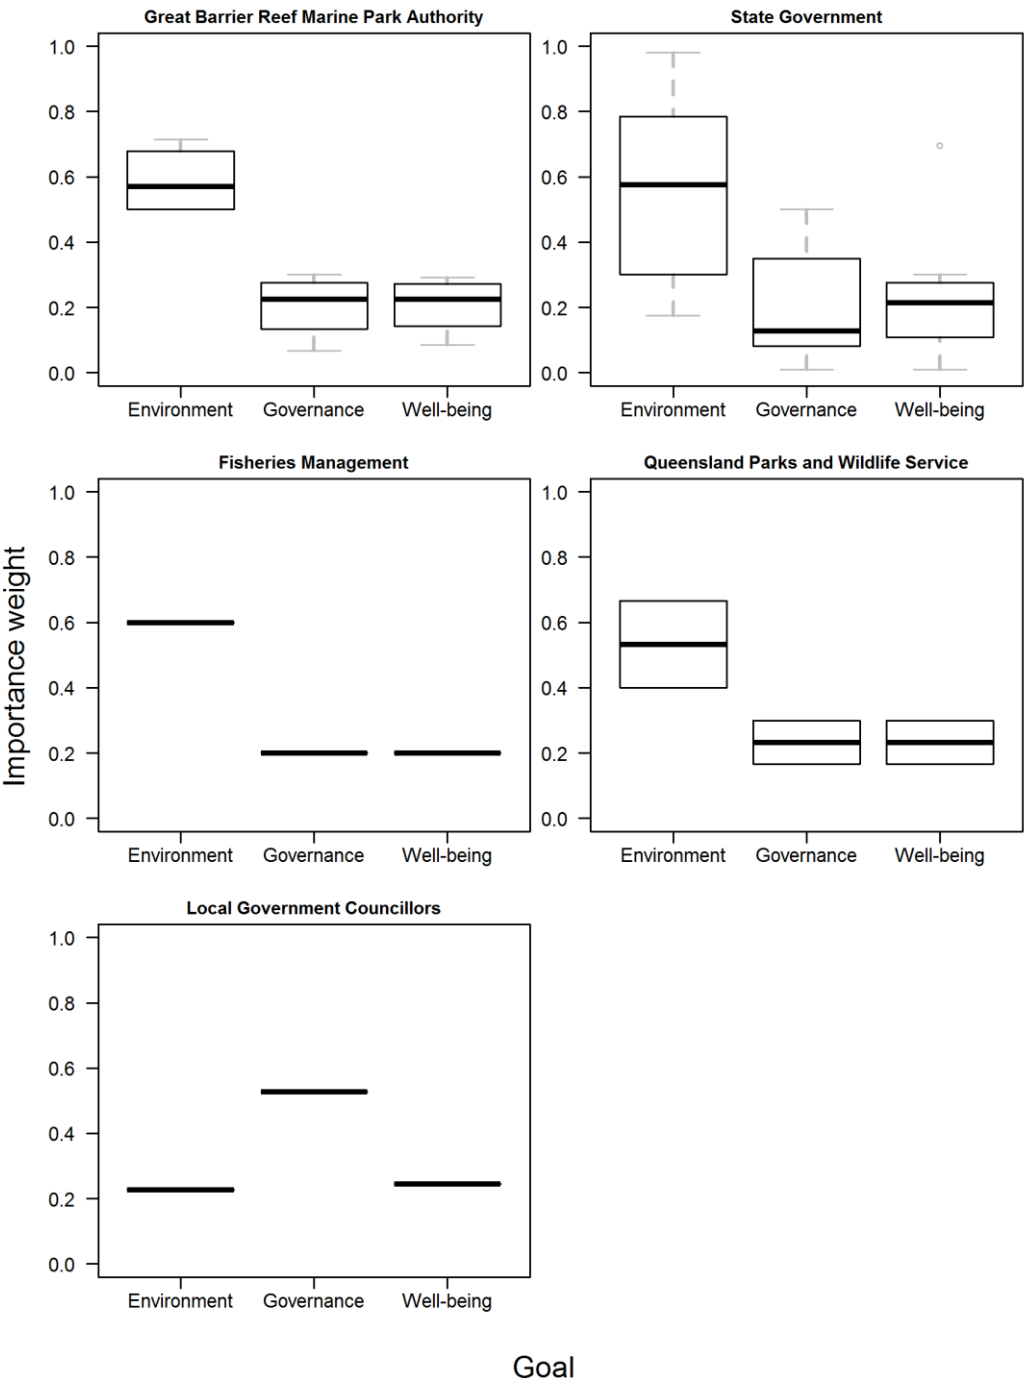 Great Barrier Reef Marine Park Authority
1.0
0.8
0.6
0.4
0.2
0.0
Environment Governance Well-being
State Government
1.0
0.8
0.6
0.4
0.2
0.0
Environment Governance Well-being
Fisheries Management
1.0
0.8
0.6
0.4
0.2
0.0
Environment Governance Well-being
Queensland Parks and Wildlife Service
1.0
0.8
0.6
0.4
0.2
0.0
Environment Governance Well-being
Importance weight
Local Government Councillors
1.0
0.8
0.6
0.4
0.2
0.0
Environment Governance Well-being
Goal